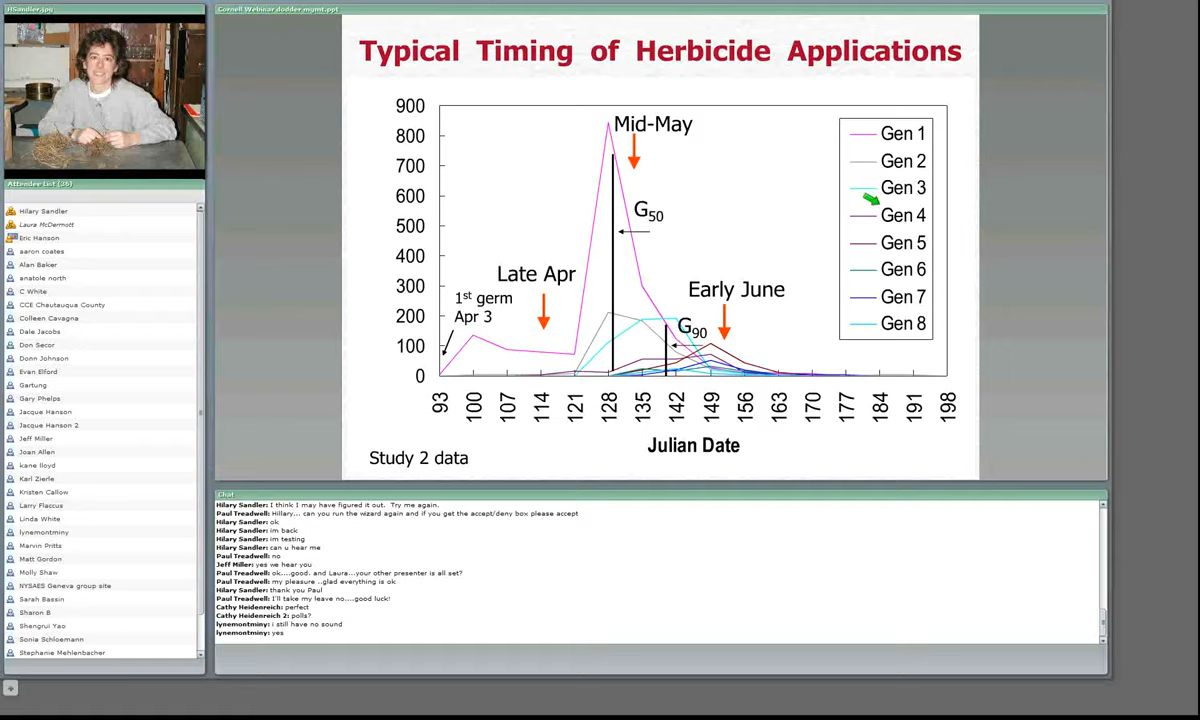 HSandler.jpg
Cornell Webinar dodder mgmt.ppt
Typical Timing of Herbicide Applications
900
800
700
600
500
400
300
200
100
0
Mid-May
G50
Late Apr
1st germ
Apr 3
Early June
G90
Gen 1
Gen 2
Gen 3
Gen 4
Gen 5
Gen 6
Gen 7
Gen 8
93 100 107 114 121 128 135 142 149 156 163 170 177 184 191 198
Julian Date
Study 2 data
Attendee List (36)
Hilary Sandler
Laura McDermott
Eric Hanson
aaron coates
Alan Baker
anatole north
C White
CCE Chautauqua County
Colleen Cavagna
Dale Jacobs
Don Secor
Donn Johnson
Evan Elford
Gartung
Gary Phelps
Jacque Hanson
Jacque Hanson 2
Jeff Miller
Joan Allen
kane lloyd
Karl Zierle
Kristen Callow
Larry Flaccus
Linda White
lynemontminy
Marvin Pritts
Matt Gordon
Molly Shaw
NYSAES Geneva group site
Sarah Bassin
Sharon B
Shengrui Yao
Sonia Schloemann
Stephanie Mehlenbacher
Chat
Hilary Sandler: I think I may have figured it out. Try me again.
Paul Treadwell: Hillary... can you run the wizard again and if you get the accept/deny box please accept
Hilary Sandler: ok
Hilary Sandler: im back
Hilary Sandler: im testing
Hilary Sandler: can u hear me
Paul Treadwell: no
Jeff Miller: yes we hear you
Paul Treadwell: ok....good. and Laura...your other presenter is all set?
Paul Treadwell: my pleasure ..glad everything is ok
Hilary Sandler: thank you Paul
Paul Treadwell: I'll take my leave no....good luck!
Cathy Heidenreich: perfect
Cathy Heidenreich 2: polls?
lynemontminy: i still have no sound
lynemontminy: yes